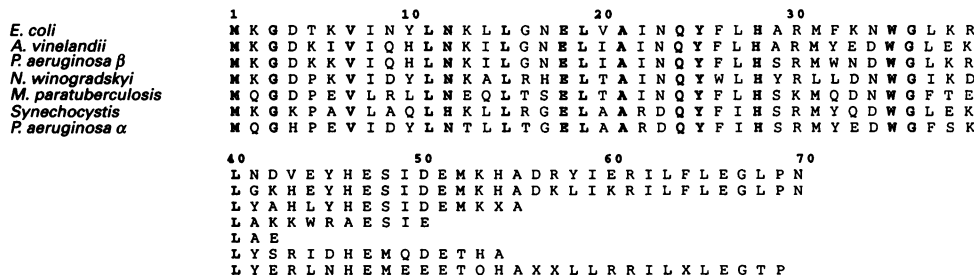 1 10 20 30
E. coli M K G D T K V I N Y L N K L L G N E L V A I N Q Y F L H A R M F K N W G L K R
A. vinelandii M K G D K I V I Q H L N K I L G N E L I A I N Q Y F L H A R M Y E D W G L E K
P. aeruginosa β M K G D K K V I Q H L N K I L G N E L I A I N Q Y F L H S R M W N D W G L K R
N. winogradskyi M K G D P K V I D Y L N K A L R H E L T A I N Q Y W L H Y R L L D N W G I K D
M. paratuberculosis M Q G D P E V L R L L N E Q L T S E L T A I N Q Y F L H S K M Q D N W G F T E
Synechocystis M K G K P A V L A Q L H K L L R G E L A A R D Q Y F I H S R M Y Q D W G L E K
P. aeruginosa α M Q G H P E V I D Y L N T L L T G E L A A R D Q Y F I H S R M Y E D W G F S K
40 50 60 70
L N D V E Y H E S I D E M K H A D R Y I E R I L F L E G L P N
L G K H E Y H E S I D E M K H A D K L I K R I L F L E G L P N
L Y A H L Y H E S I D E M K X A
L A K K W R A E S I E
L A E
L Y S R I D H E M Q D E T H A
L Y E R L N H E M E E E T Q H A X X L L R R I L X L E G T P